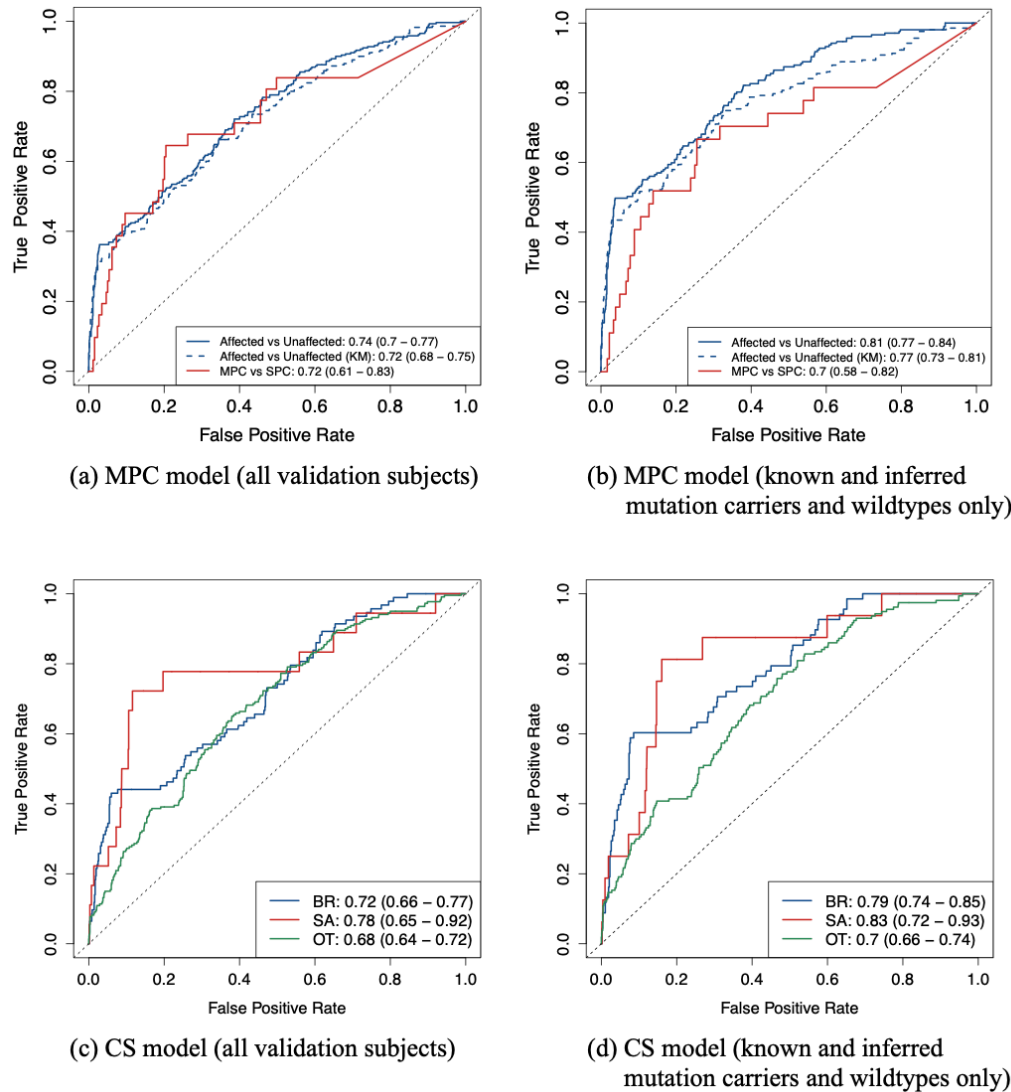 True Positive Rate
1.0
0.8
0.6
0.4
0.2
0.0
Affected vs Unaffected: 0.74 (0.7 – 0.77)
Affected vs Unaffected (KM): 0.72 (0.68 – 0.75)
MPC vs SPC: 0.72 (0.61 – 0.83)
0.0 0.2 0.4 0.6 0.8 1.0
False Positive Rate
(a) MPC model (all validation subjects)
True Positive Rate
1.0
0.8
0.6
0.4
0.2
0.0
Affected vs Unaffected: 0.81 (0.77 – 0.84)
Affected vs Unaffected (KM): 0.77 (0.73 – 0.81)
MPC vs SPC: 0.7 (0.58 – 0.82)
0.0 0.2 0.4 0.6 0.8 1.0
False Positive Rate
(b) MPC model (known and inferred
mutation carriers and wildtypes only)
True Positive Rate
1.0
0.8
0.6
0.4
0.2
0.0
BR: 0.72 (0.66 – 0.77)
SA: 0.78 (0.65 – 0.92)
OT: 0.68 (0.64 – 0.72)
0.0 0.2 0.4 0.6 0.8 1.0
False Positive Rate
(c) CS model (all validation subjects)
True Positive Rate
1.0
0.8
0.6
0.4
0.2
0.0
BR: 0.79 (0.74 – 0.85)
SA: 0.83 (0.72 – 0.93)
OT: 0.7 (0.66 – 0.74)
0.0 0.2 0.4 0.6 0.8 1.0
False Positive Rate
(d) CS model (known and inferred
mutation carriers and wildtypes only)